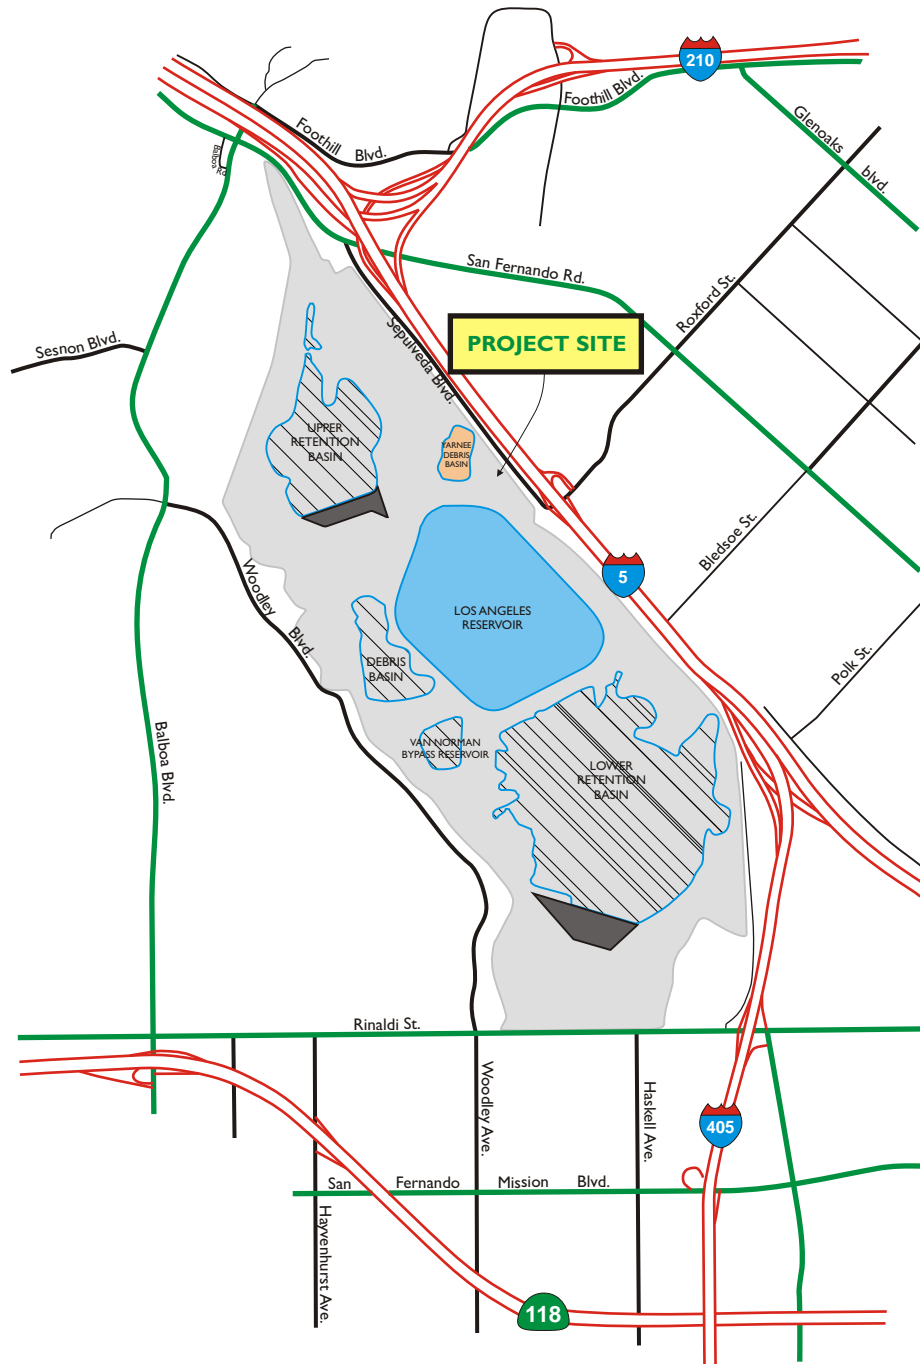 210
Foothill Blvd.
Foothill
Blvd.
Glenoaks
blvd.
Balboa
Rd.
San Fernando Rd.
Roxford St.
Sesnon Blvd.
Sepulveda Blvd.
PROJECT SITE
UPPER
RETENTION
BASIN
YARNEE
DEBRIS
BASIN
Bledsoe St.
5
Woodley
Blvd.
LOS ANGELES
RESERVOIR
Polk St.
DEBRIS
BASIN
Balboa Blvd.
VAN NORMAN
BYPASS RESERVOIR
LOWER
RETENTION
BASIN
Rinaldi St.
Woodley Ave.
Haskell Ave.
405
San Fernando Mission Blvd.
Hayvenhurst Ave.
118